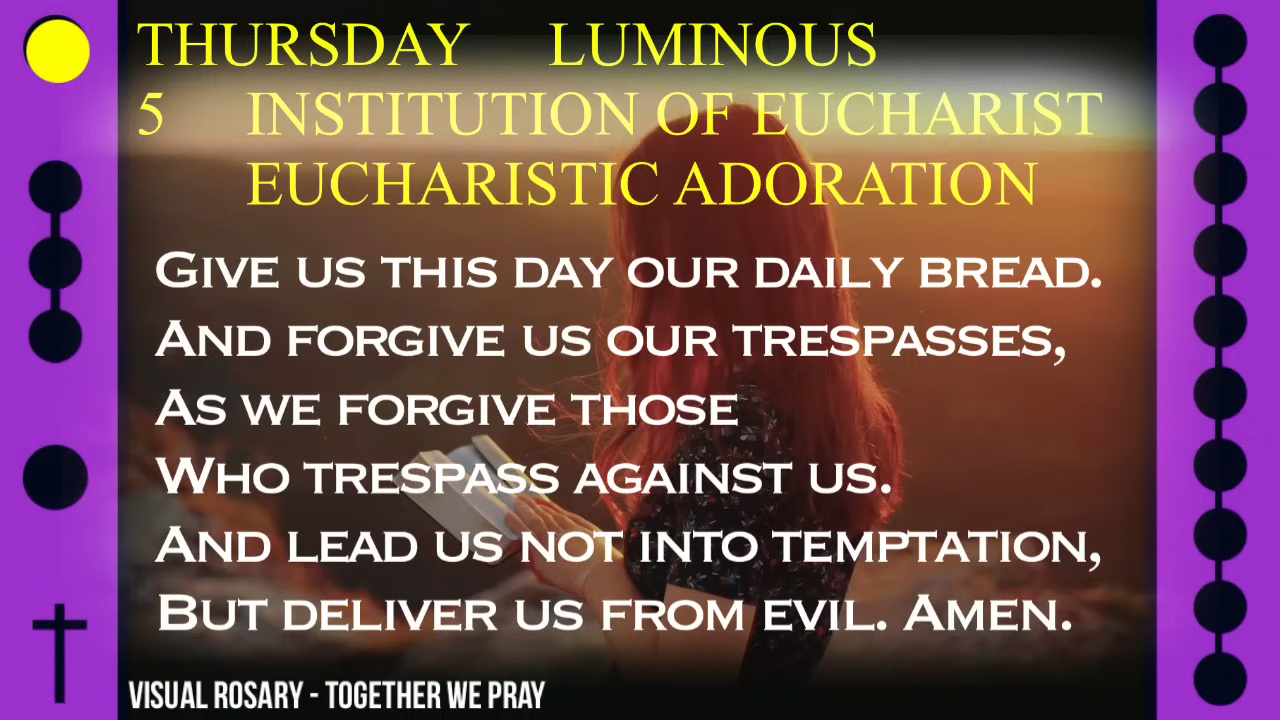 THURSDAY LUMINOUS
5 INSTITUTION OF EUCHARIST
EUCHARISTIC ADORATION
GIVE US THIS DAY OUR DAILY BREAD.
AND FORGIVE US OUR TRESPASSES,
AS WE FORGIVE THOSE
WHO TRESPASS AGAINST US.
AND LEAD US NOT INTO TEMPTATION,
BUT DELIVER US FROM EVIL. AMEN.
VISUAL ROSARY - TOGETHER WE PRAY